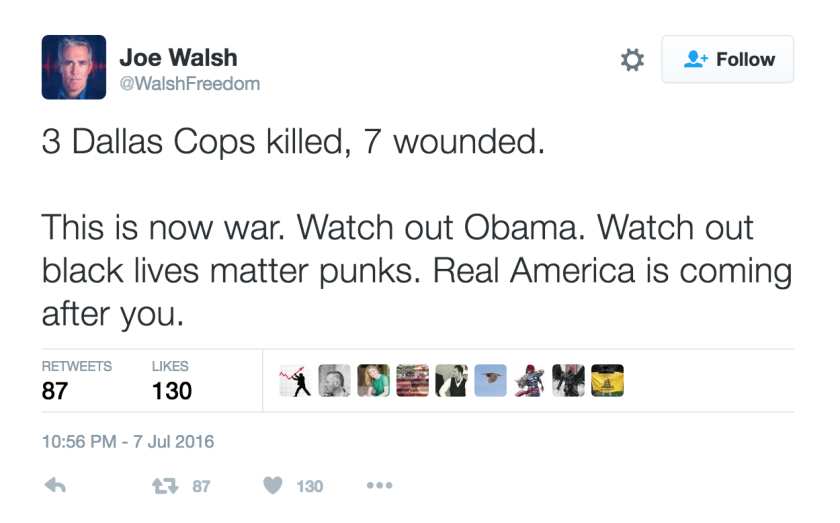 Joe Walsh
@WalshFreedom
Follow
3 Dallas Cops killed, 7 wounded.
This is now war. Watch out Obama. Watch out
black lives matter punks. Real America is coming
after you.
RETWEETS LIKES
87 130
10:56 PM - 7 Jul 2016
87 130